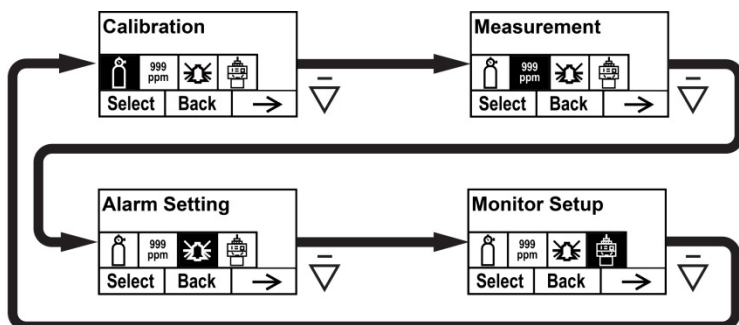 Calibration
999
ppm
Select Back →
Measurement
999
ppm
Select Back →
Alarm Setting
999
ppm
Select Back →
Monitor Setup
999
ppm
Select Back →